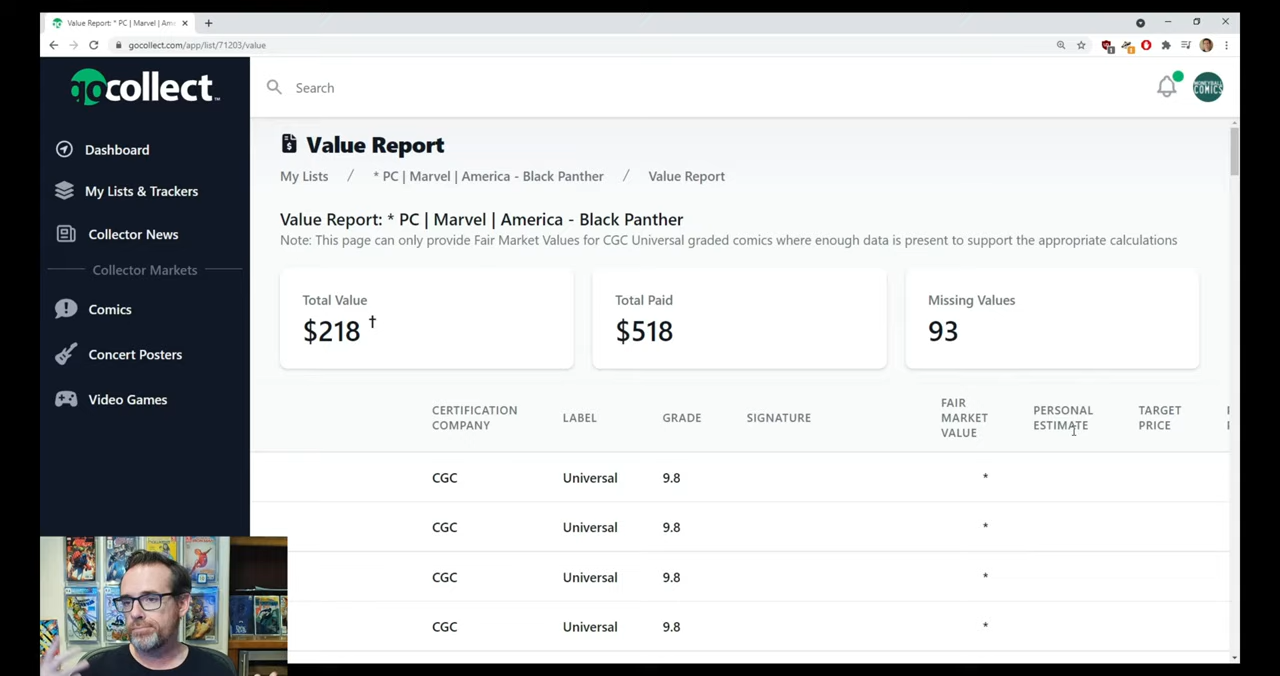 Value Report: * PC | Marvel | Am
gocollect.com/app/list/71203/value
gocollect
Search
MONEYBALL
COMICS
Dashboard
My Lists & Trackers
Collector News
Collector Markets
Comics
Concert Posters
Video Games
Value Report
My Lists / * PC | Marvel | America - Black Panther / Value Report
Value Report: * PC | Marvel | America - Black Panther
Note: This page can only provide Fair Market Values for CGC Universal graded comics where enough data is present to support the appropriate calculations
Total Value
$218 †
Total Paid
$518
Missing Values
93
CERTIFICATION
COMPANY
LABEL
GRADE
SIGNATURE
FAIR
MARKET
VALUE
PERSONAL
ESTIMATE
TARGET
PRICE
CGC Universal 9.8 *
CGC Universal 9.8 *
CGC Universal 9.8 *
CGC Universal 9.8 *